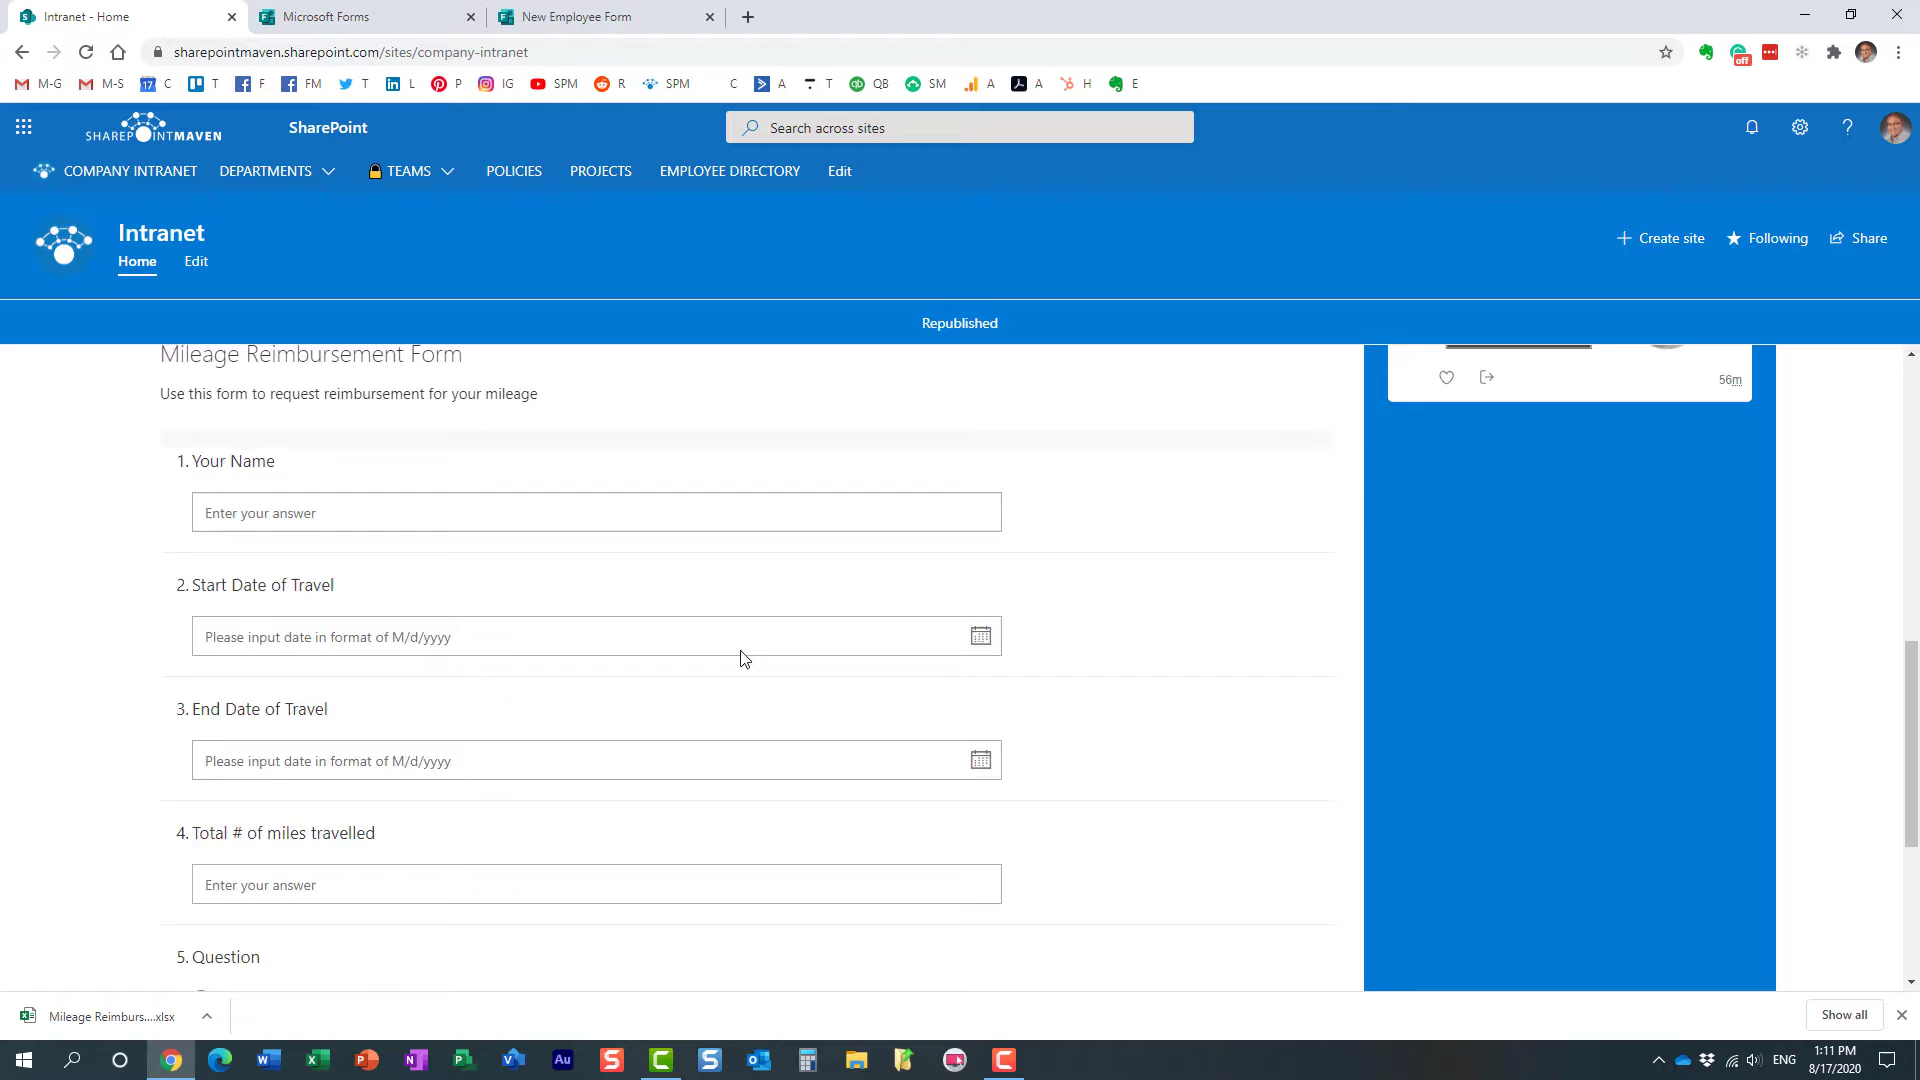 Intranet - Home
Microsoft Forms
New Employee Form
sharepointmaven.sharepoint.com/sites/company-intranet
off
M-G
M-S
17
C
T
F
FM
T
L
P
IG
SPM
R
SPM
C
A
T
QB
SM
A
A
H
E
SHAREPOINTMAVEN
SharePoint
Search across sites
COMPANY INTRANET
DEPARTMENTS
TEAMS
POLICIES
PROJECTS
EMPLOYEE DIRECTORY
Edit
Intranet
Home
Edit
Create site
Following
Share
Republished
Mileage Reimbursement Form
Use this form to request reimbursement for your mileage
56m
1. Your Name
Enter your answer
2. Start Date of Travel
Please input date in format of M/d/yyyy
3. End Date of Travel
Please input date in format of M/d/yyyy
4. Total # of miles travelled
Enter your answer
5. Question
Mileage Reimburs....xlsx
Show all
Au
ENG
1:11 PM
8/17/2020